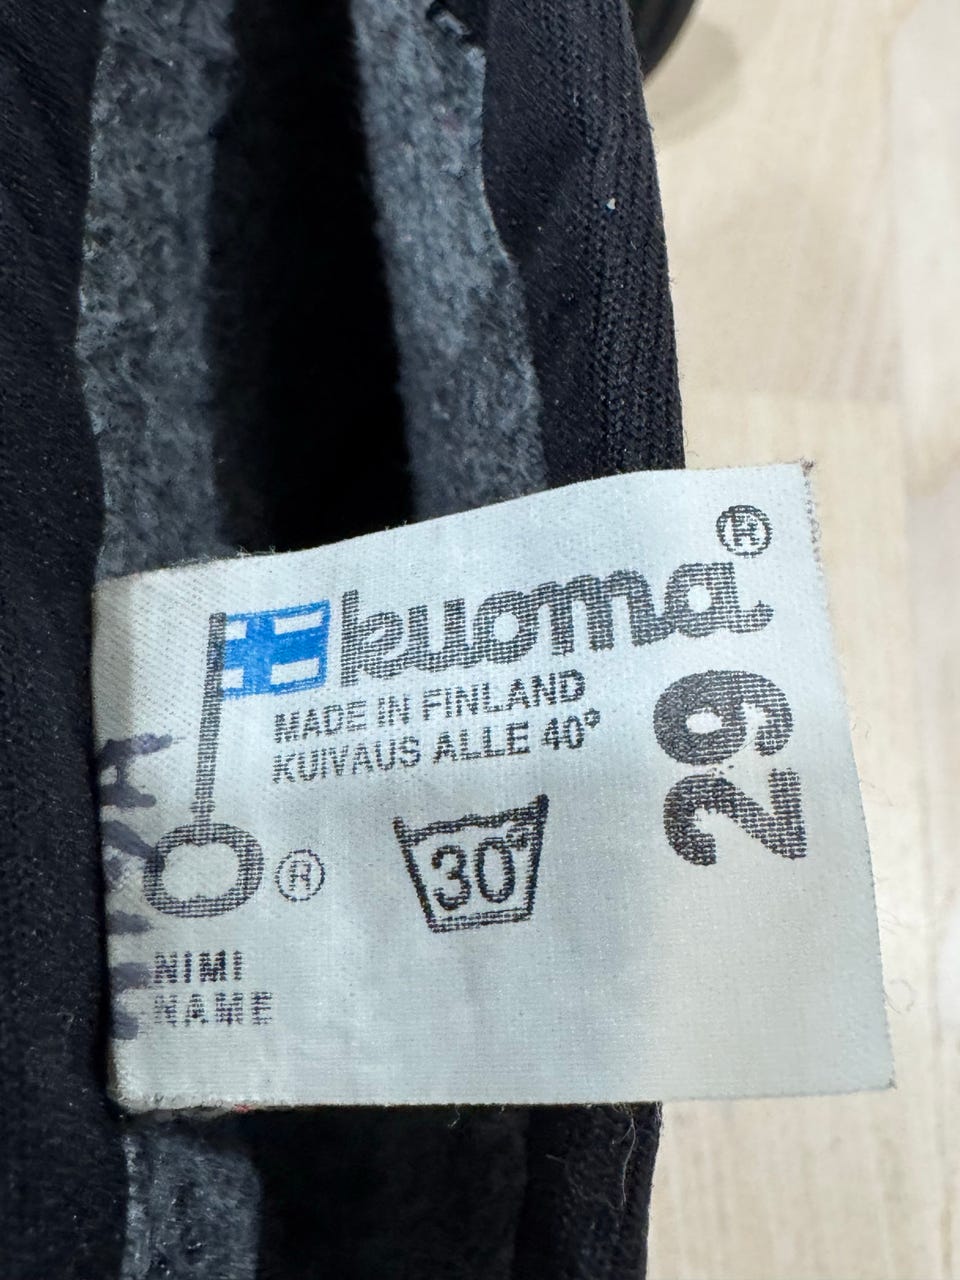 kuoma®
MADE IN FINLAND
KUIVAUS ALLE 40°
29
30°
®
NIMI
NAME